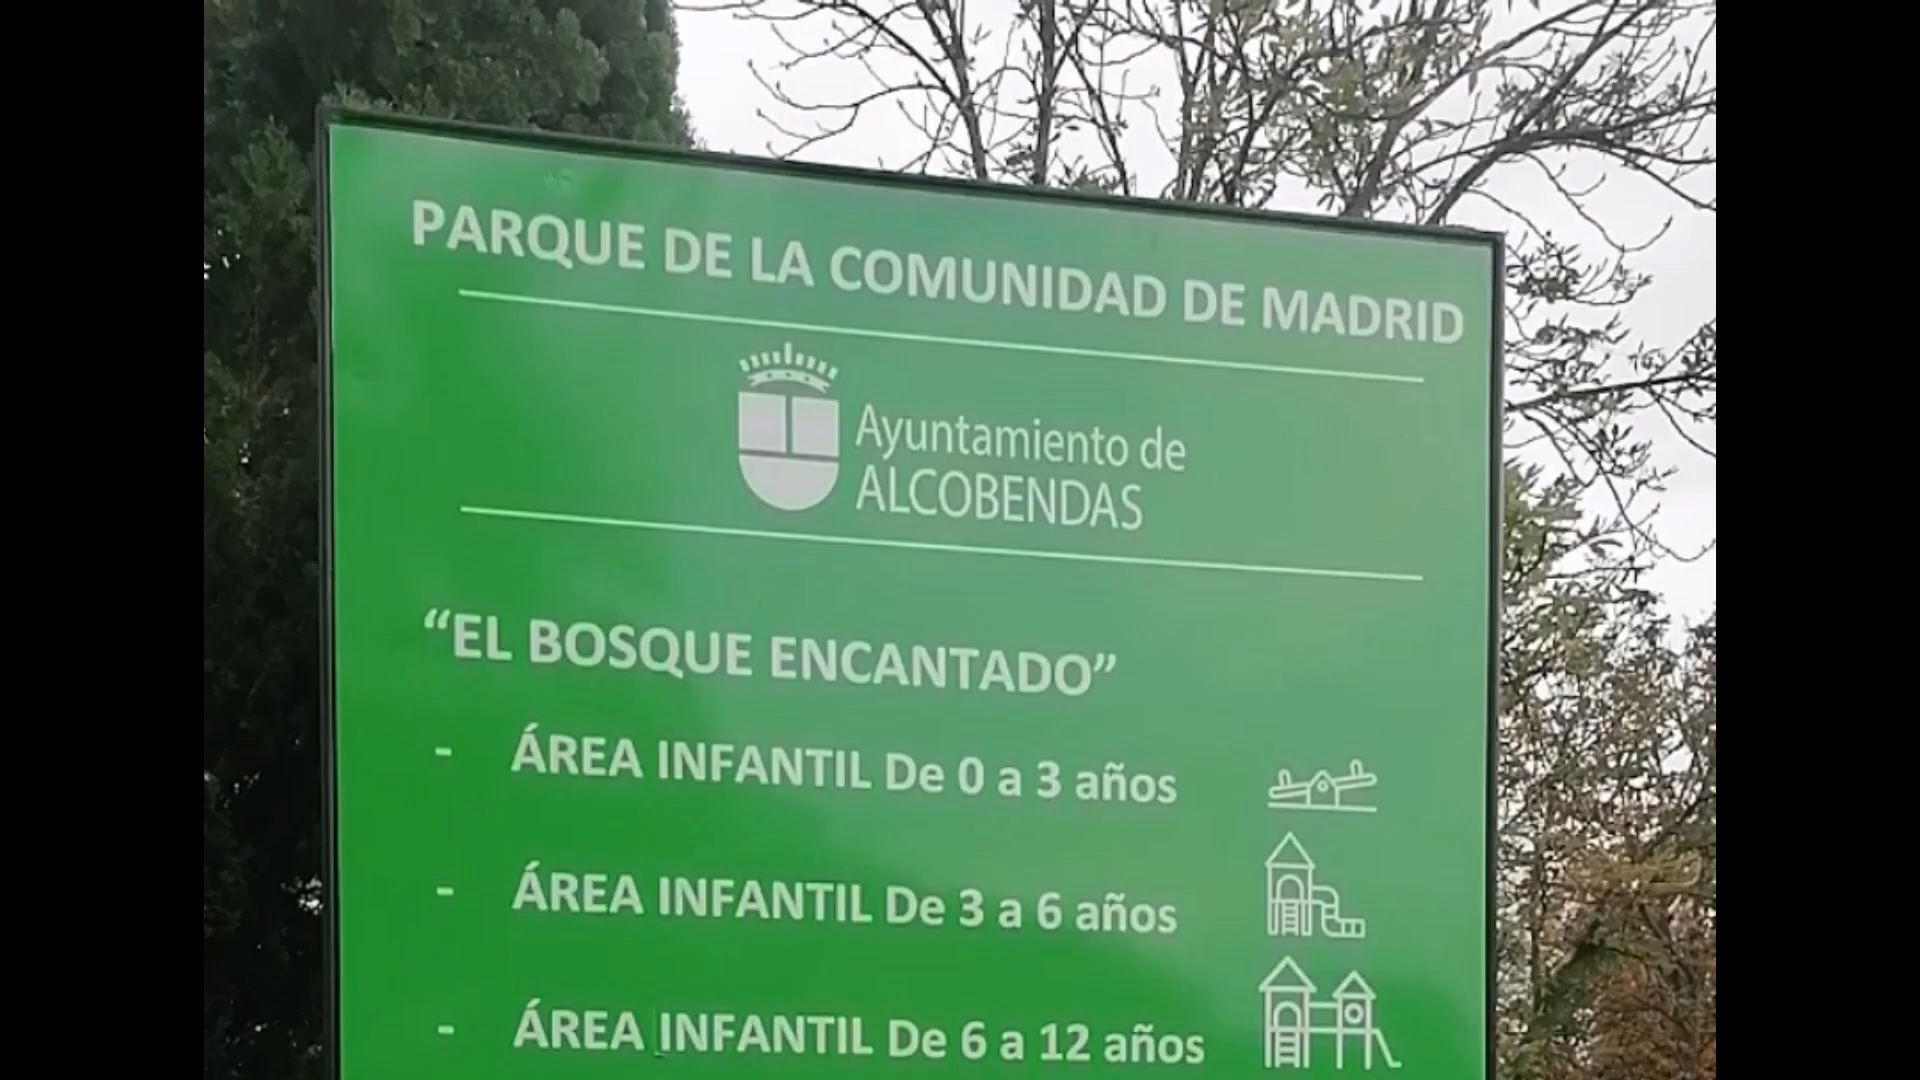 PARQUE DE LA COMUNIDAD DE MADRID
Ayuntamiento de
ALCOBENDAS
“EL BOSQUE ENCANTADO”
- ÁREA INFANTIL De 0 a 3 años
- ÁREA INFANTIL De 3 a 6 años
- ÁREA INFANTIL De 6 a 12 años